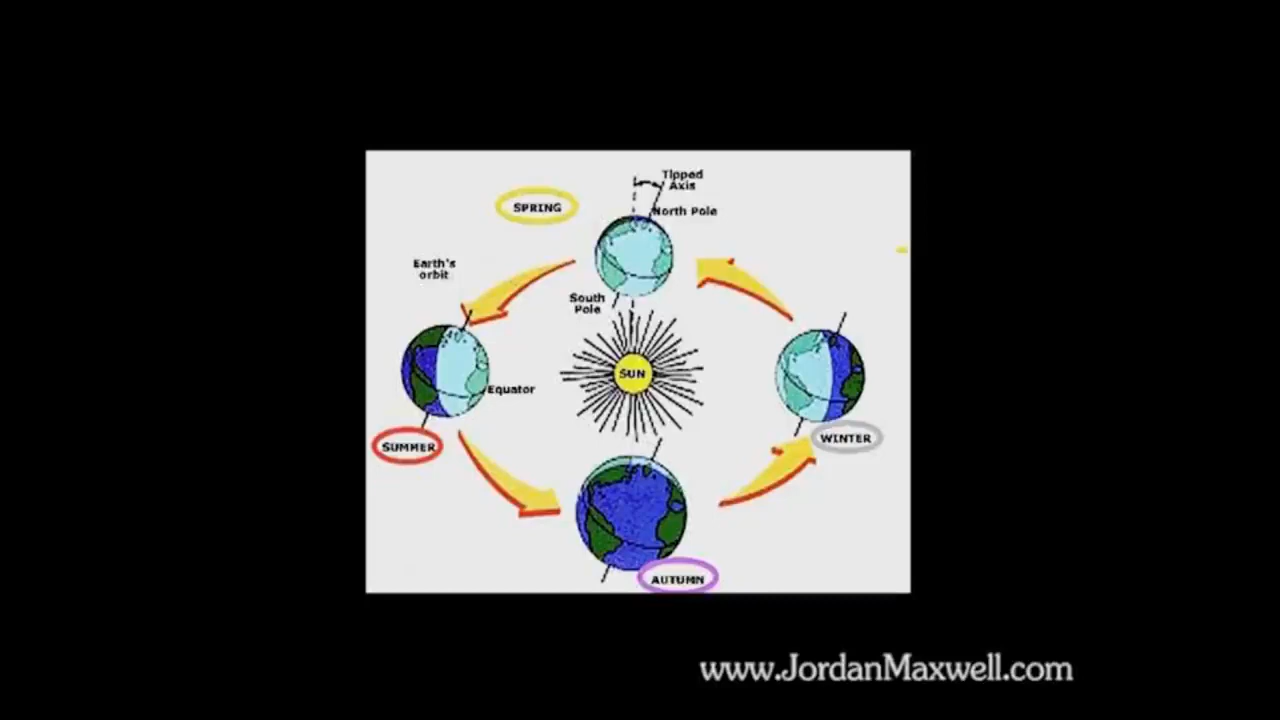 Tipped
Axis
SPRING
North Pole
Earth's
orbit
South
Pole
SUN
Equator
SUMMER
WINTER
AUTUMN
www.JordanMaxwell.com